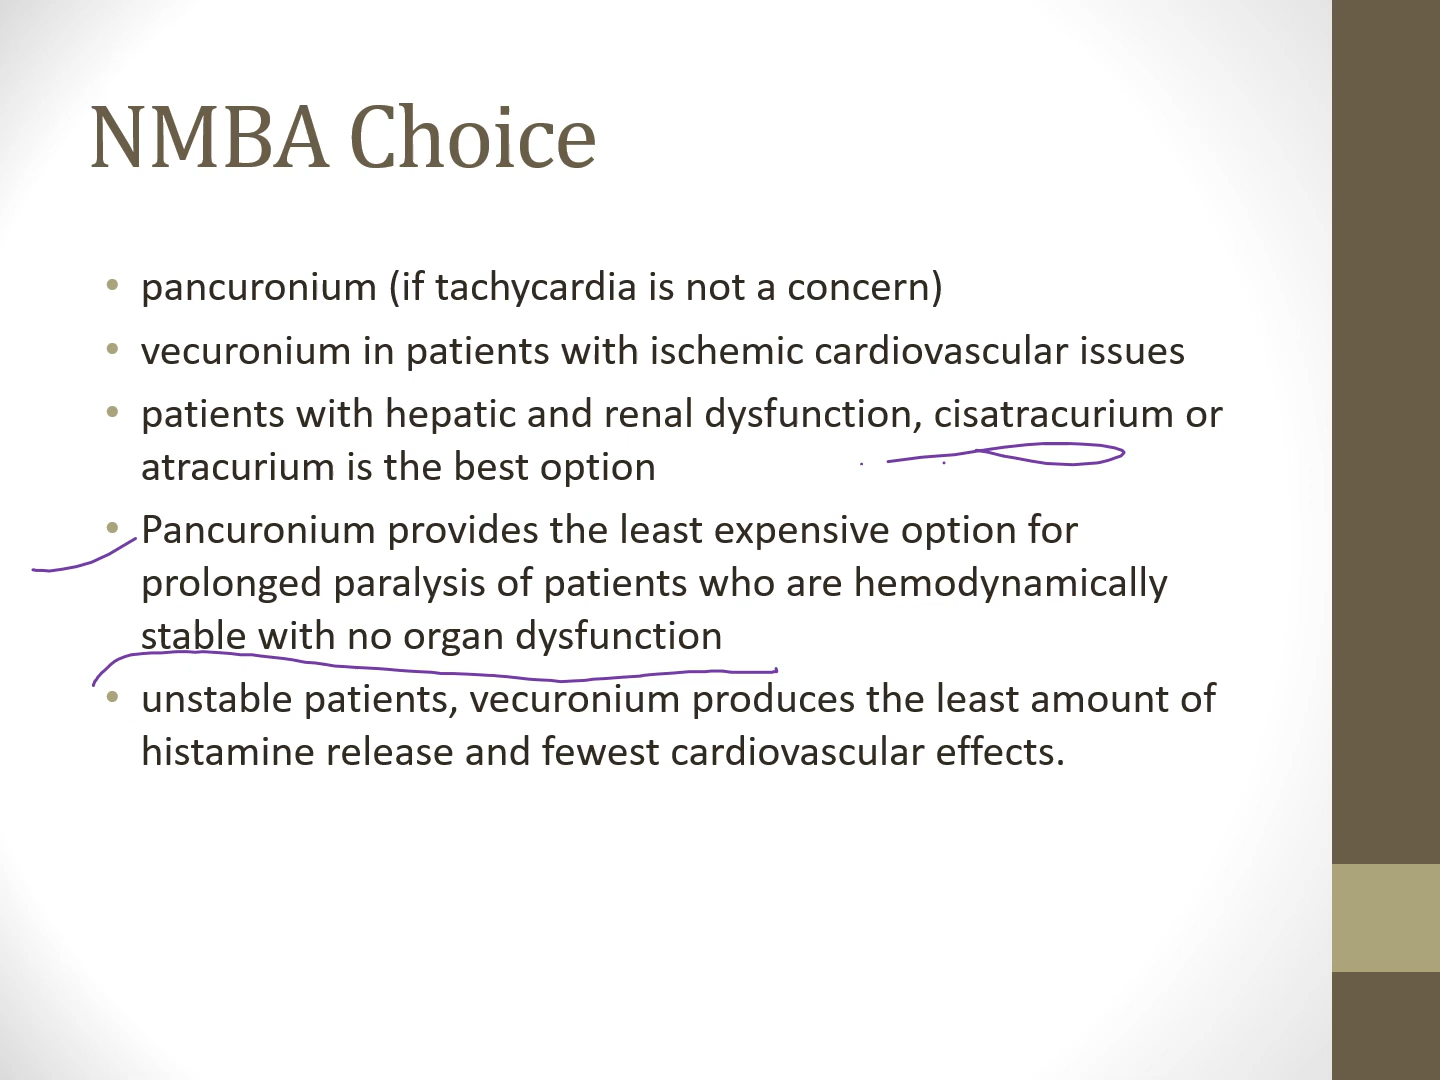 NMBA Choice
• pancuronium (if tachycardia is not a concern)
• vecuronium in patients with ischemic cardiovascular issues
• patients with hepatic and renal dysfunction, cisatracurium or
atracurium is the best option
• Pancuronium provides the least expensive option for
prolonged paralysis of patients who are hemodynamically
stable with no organ dysfunction
• unstable patients, vecuronium produces the least amount of
histamine release and fewest cardiovascular effects.